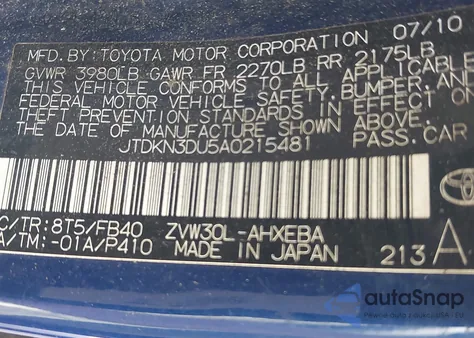 MFD.BY:TOYOTA MOTOR CORPORATION 07/10
GVWR 3980LB GAWR FR 2270LB RR 2175LB
THIS VEHICLE CONFORMS TO ALL APPLICABLE
FEDERAL MOTOR VEHICLE SAFETY, BUMPER, AND
THEFT PREVENTION STANDARDS IN EFFECT ON
THE DATE OF MANUFACTURE SHOWN ABOVE.
JTDKN3DU5A0215481 PASS.CAR
C/TR:8T5/FB40 ZVW30L-AHXEBA
A/TM:-01A/P410 MADE IN JAPAN 213A
autoSnap